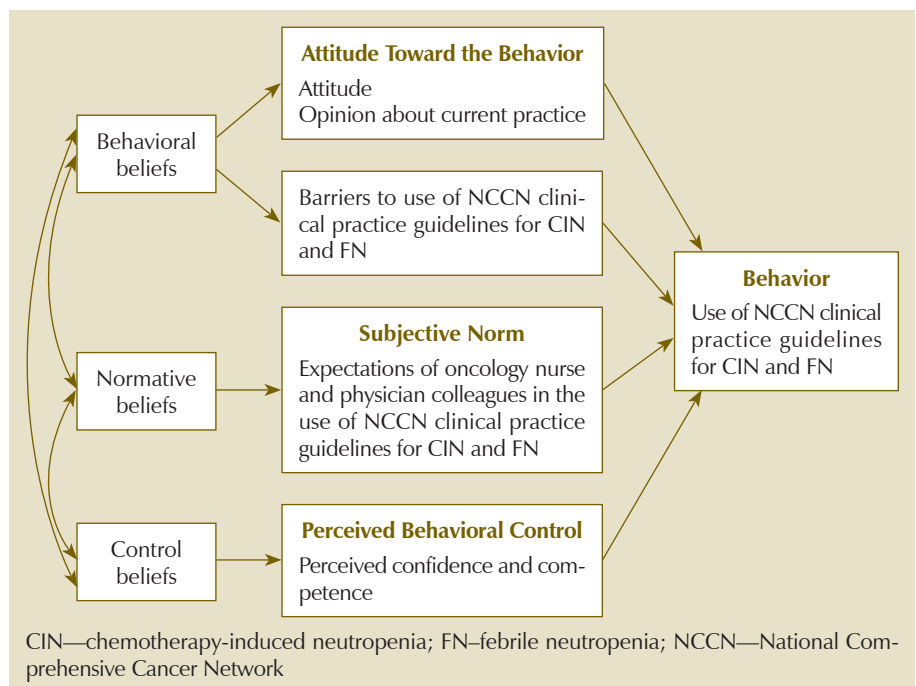 Attitude Toward the Behavior
Attitude
Opinion about current practice
Behavioral
beliefs
Barriers to use of NCCN clini-
cal practice guidelines for CIN
and FN
Behavior
Use of NCCN clinical
practice guidelines
for CIN and FN
Subjective Norm
Expectations of oncology nurse
and physician colleagues in the
use of NCCN clinical practice
guidelines for CIN and FN
Normative
beliefs
Perceived Behavioral Control
Perceived confidence and com-
petence
Control
beliefs
CIN—chemotherapy-induced neutropenia; FN–febrile neutropenia; NCCN—National Com-
prehensive Cancer Network